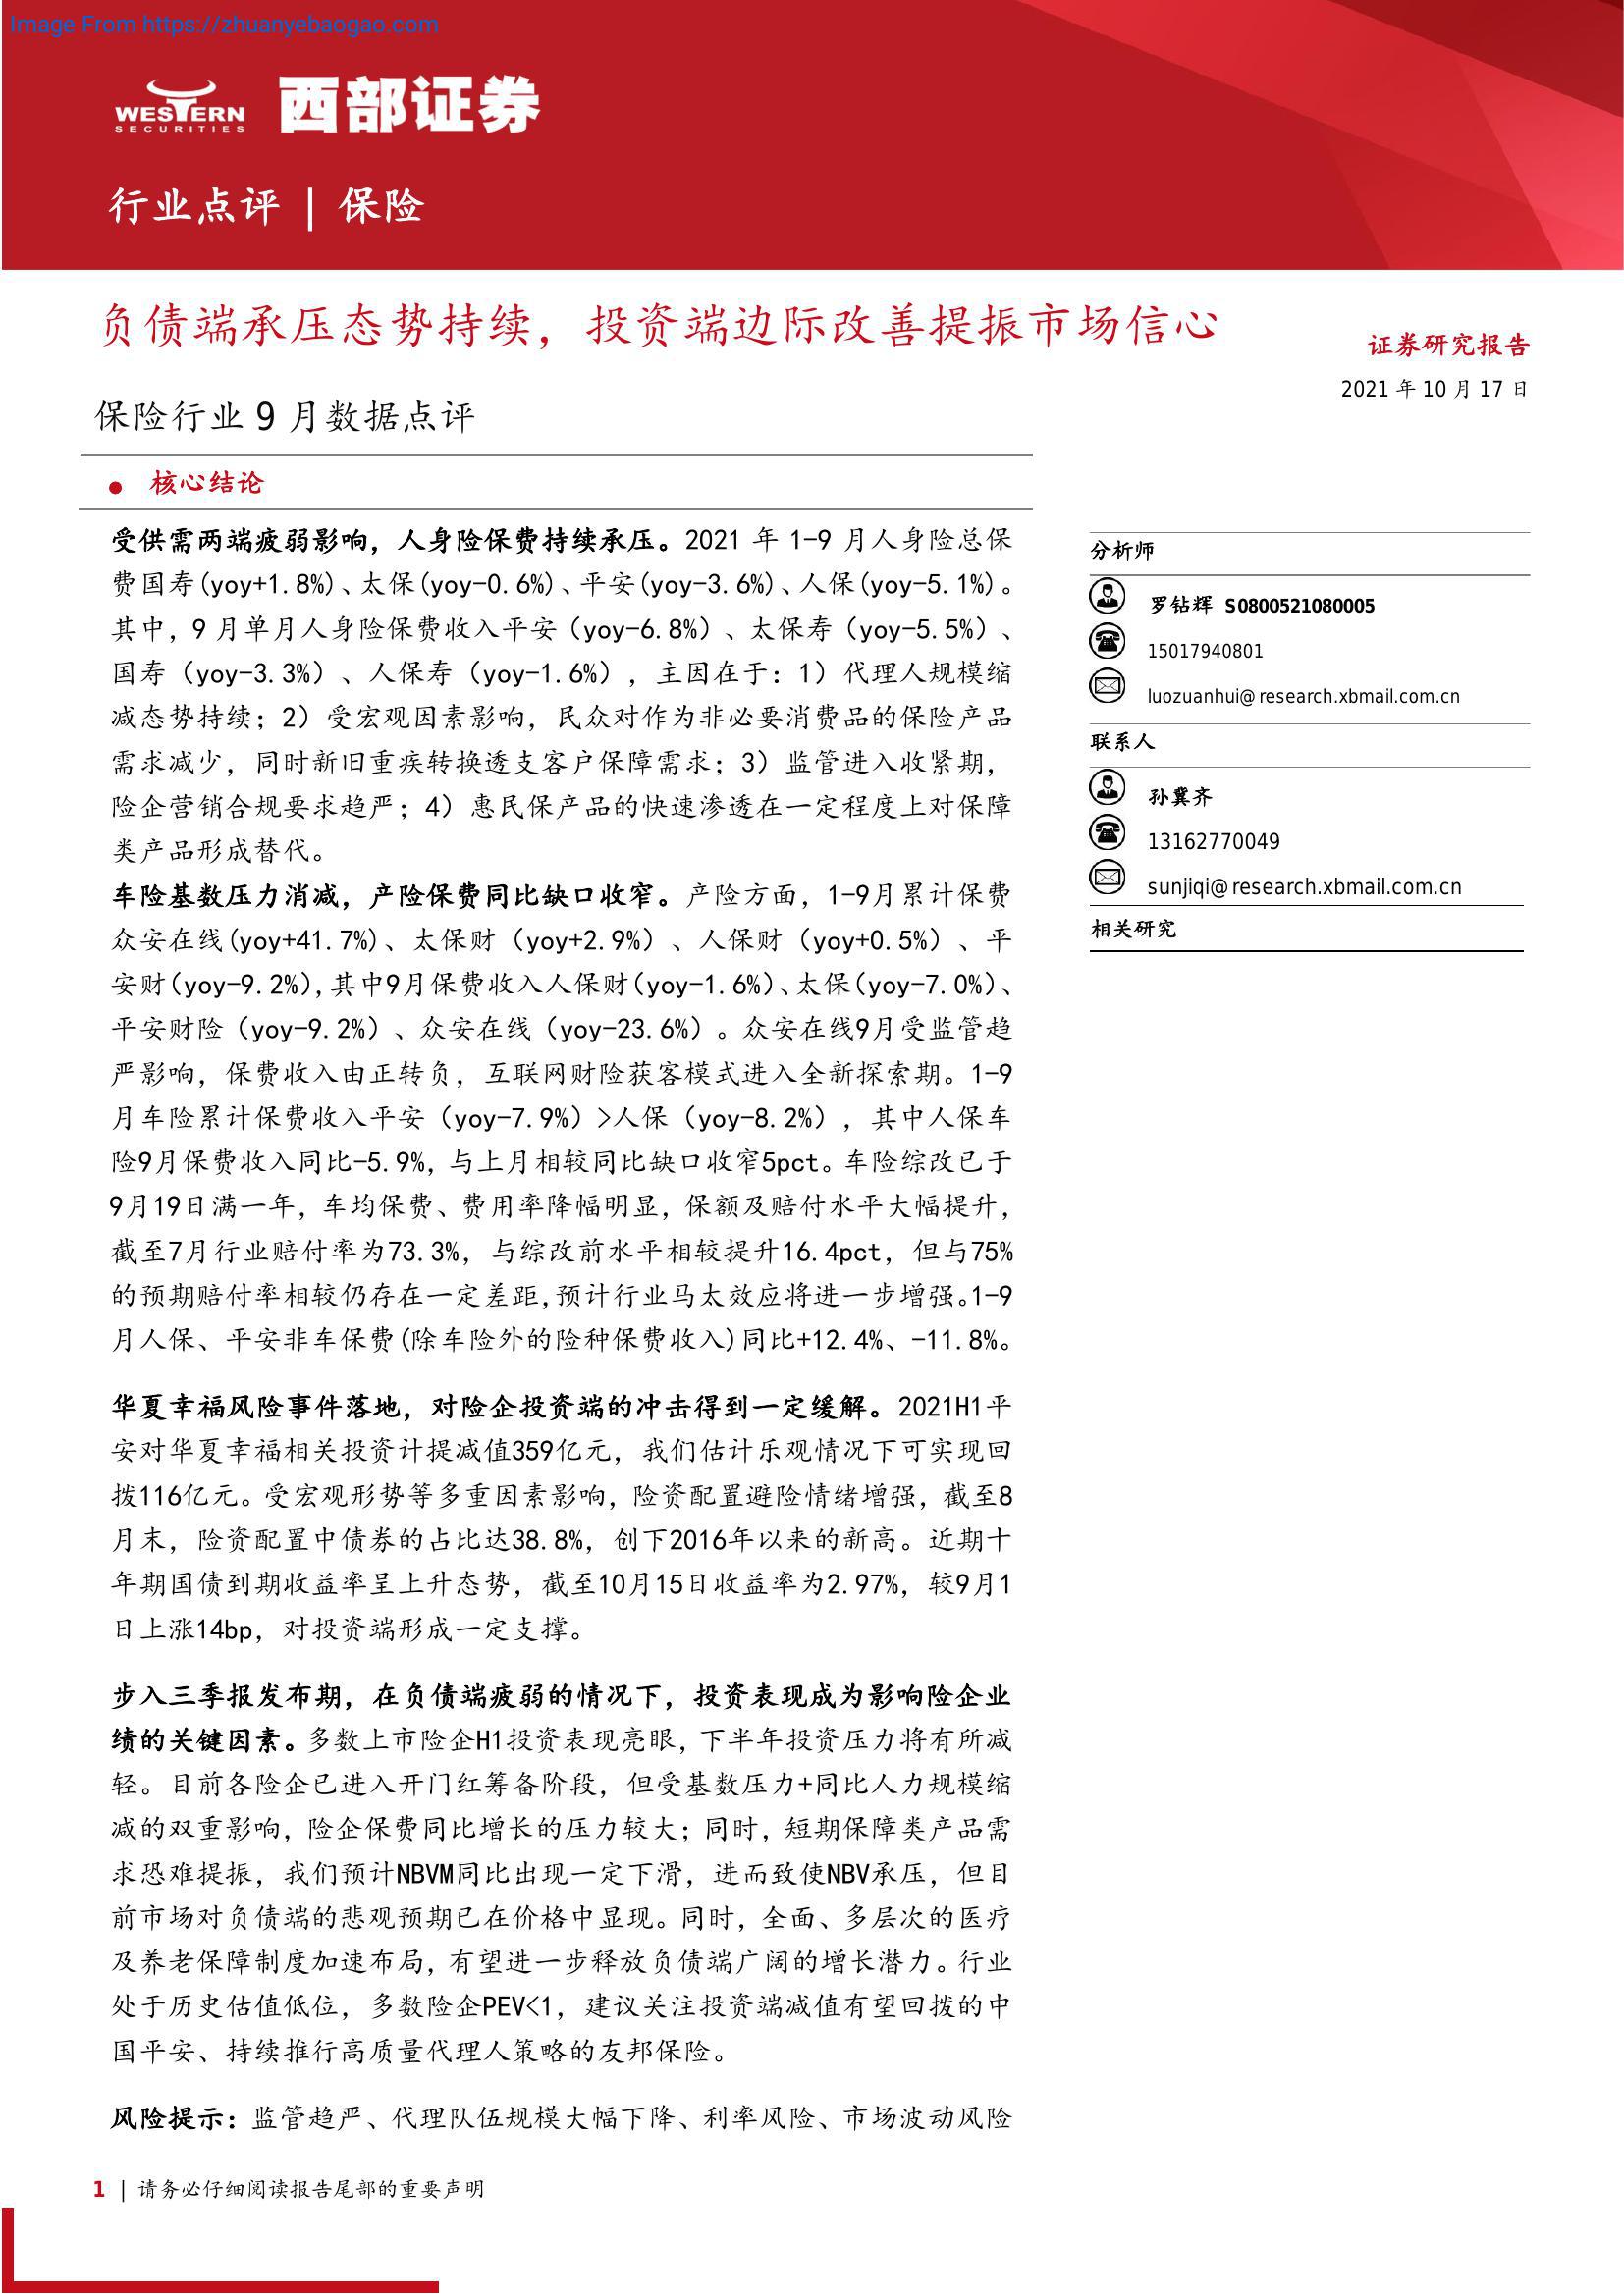 Image From https://zhuanyebaogao.com
WESTERN
SECURITIES
西部证券
行业点评 | 保险
负债端承压态势持续，投资端边际改善提振市场信心
证券研究报告
2021 年 10 月 17 日
保险行业 9 月数据点评
● 核心结论
受供需两端疲弱影响，人身险保费持续承压。2021 年 1-9 月人身险总保
费国寿(yoy+1.8%)、太保(yoy-0.6%)、平安(yoy-3.6%)、人保(yoy-5.1%)。
其中，9 月单月人身险保费收入平安（yoy-6.8%）、太保寿（yoy-5.5%）、
国寿（yoy-3.3%）、人保寿（yoy-1.6%），主因在于：1）代理人规模缩
减态势持续；2）受宏观因素影响，民众对作为非必要消费品的保险产品
需求减少，同时新旧重疾转换透支客户保障需求；3）监管进入收紧期，
险企营销合规要求趋严；4）惠民保产品的快速渗透在一定程度上对保障
类产品形成替代。
车险基数压力消减，产险保费同比缺口收窄。产险方面，1-9月累计保费
众安在线(yoy+41.7%)、太保财（yoy+2.9%）、人保财（yoy+0.5%）、平
安财(yoy-9.2%),其中9月保费收入人保财(yoy-1.6%)、太保(yoy-7.0%)、
平安财险（yoy-9.2%）、众安在线（yoy-23.6%）。众安在线9月受监管趋
严影响，保费收入由正转负，互联网财险获客模式进入全新探索期。1-9
月车险累计保费收入平安（yoy-7.9%）>人保（yoy-8.2%），其中人保车
险9月保费收入同比-5.9%，与上月相较同比缺口收窄5pct。车险综改已于
9月19日满一年，车均保费、费用率降幅明显，保额及赔付水平大幅提升，
截至7月行业赔付率为73.3%，与综改前水平相较提升16.4pct，但与75%
的预期赔付率相较仍存在一定差距,预计行业马太效应将进一步增强。1-9
月人保、平安非车保费(除车险外的险种保费收入)同比+12.4%、-11.8%。
华夏幸福风险事件落地，对险企投资端的冲击得到一定缓解。2021H1平
安对华夏幸福相关投资计提减值359亿元，我们估计乐观情况下可实现回
拨116亿元。受宏观形势等多重因素影响，险资配置避险情绪增强，截至8
月末，险资配置中债券的占比达38.8%，创下2016年以来的新高。近期十
年期国债到期收益率呈上升态势，截至10月15日收益率为2.97%，较9月1
日上涨14bp，对投资端形成一定支撑。
步入三季报发布期，在负债端疲弱的情况下，投资表现成为影响险企业
绩的关键因素。多数上市险企H1投资表现亮眼，下半年投资压力将有所减
轻。目前各险企已进入开门红筹备阶段，但受基数压力+同比人力规模缩
减的双重影响，险企保费同比增长的压力较大；同时，短期保障类产品需
求恐难提振，我们预计NBVM同比出现一定下滑，进而致使NBV承压，但目
前市场对负债端的悲观预期已在价格中显现。同时，全面、多层次的医疗
及养老保障制度加速布局，有望进一步释放负债端广阔的增长潜力。行业
处于历史估值低位，多数险企PEV<1，建议关注投资端减值有望回拨的中
国平安、持续推行高质量代理人策略的友邦保险。
风险提示：监管趋严、代理队伍规模大幅下降、利率风险、市场波动风险
分析师
罗钻辉 S0800521080005
15017940801
luozuanhui@research.xbmail.com.cn
联系人
孙冀齐
13162770049
sunjiqi@research.xbmail.com.cn
相关研究
1 | 请务必仔细阅读报告尾部的重要声明